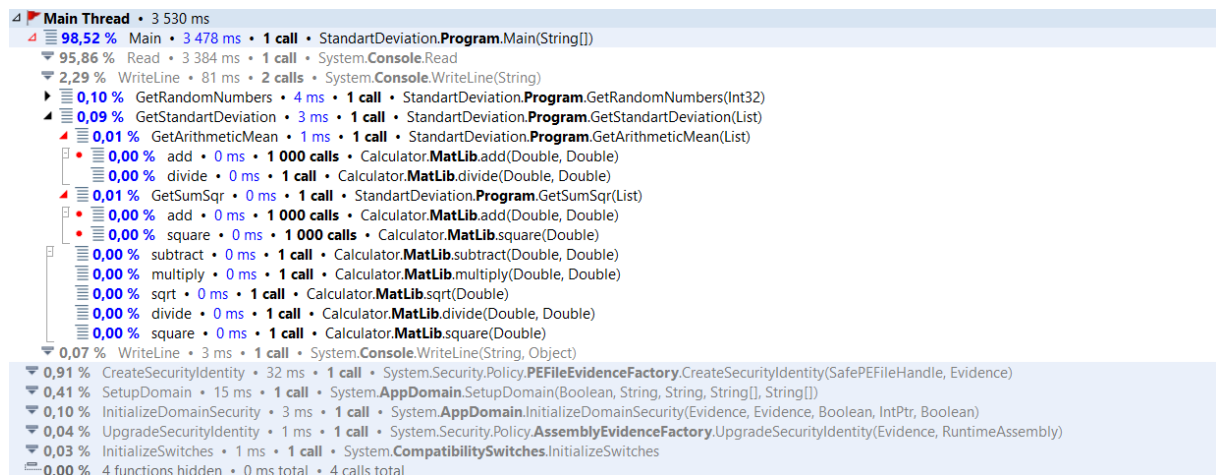 Main Thread • 3 530 ms
98,52 % Main • 3 478 ms • 1 call • StandartDeviation.Program.Main(String[])
95,86 % Read • 3 384 ms • 1 call • System.Console.Read
2,29 % WriteLine • 81 ms • 2 calls • System.Console.WriteLine(String)
0,10 % GetRandomNumbers • 4 ms • 1 call • StandartDeviation.Program.GetRandomNumbers(Int32)
0,09 % GetStandartDeviation • 3 ms • 1 call • StandartDeviation.Program.GetStandartDeviation(List)
0,01 % GetArithmeticMean • 1 ms • 1 call • StandartDeviation.Program.GetArithmeticMean(List)
0,00 % add • 0 ms • 1 000 calls • Calculator.MatLib.add(Double, Double)
0,00 % divide • 0 ms • 1 call • Calculator.MatLib.divide(Double, Double)
0,01 % GetSumSqr • 0 ms • 1 call • StandartDeviation.Program.GetSumSqr(List)
0,00 % add • 0 ms • 1 000 calls • Calculator.MatLib.add(Double, Double)
0,00 % square • 0 ms • 1 000 calls • Calculator.MatLib.square(Double)
0,00 % subtract • 0 ms • 1 call • Calculator.MatLib.subtract(Double, Double)
0,00 % multiply • 0 ms • 1 call • Calculator.MatLib.multiply(Double, Double)
0,00 % sqrt • 0 ms • 1 call • Calculator.MatLib.sqrt(Double)
0,00 % divide • 0 ms • 1 call • Calculator.MatLib.divide(Double, Double)
0,00 % square • 0 ms • 1 call • Calculator.MatLib.square(Double)
0,07 % WriteLine • 3 ms • 1 call • System.Console.WriteLine(String, Object)
0,91 % CreateSecurityIdentity • 32 ms • 1 call • System.Security.Policy.PEFileEvidenceFactory.CreateSecurityIdentity(SafePEFileHandle, Evidence)
0,41 % SetupDomain • 15 ms • 1 call • System.AppDomain.SetupDomain(Boolean, String, String, String[], String[])
0,10 % InitializeDomainSecurity • 3 ms • 1 call • System.AppDomain.InitializeDomainSecurity(Evidence, Evidence, Boolean, IntPtr, Boolean)
0,04 % UpgradeSecurityIdentity • 1 ms • 1 call • System.Security.Policy.AssemblyEvidenceFactory.UpgradeSecurityIdentity(Evidence, RuntimeAssembly)
0,03 % InitializeSwitches • 1 ms • 1 call • System.CompatibilitySwitches.InitializeSwitches
0,00 % 4 functions hidden • 0 ms total • 4 calls total